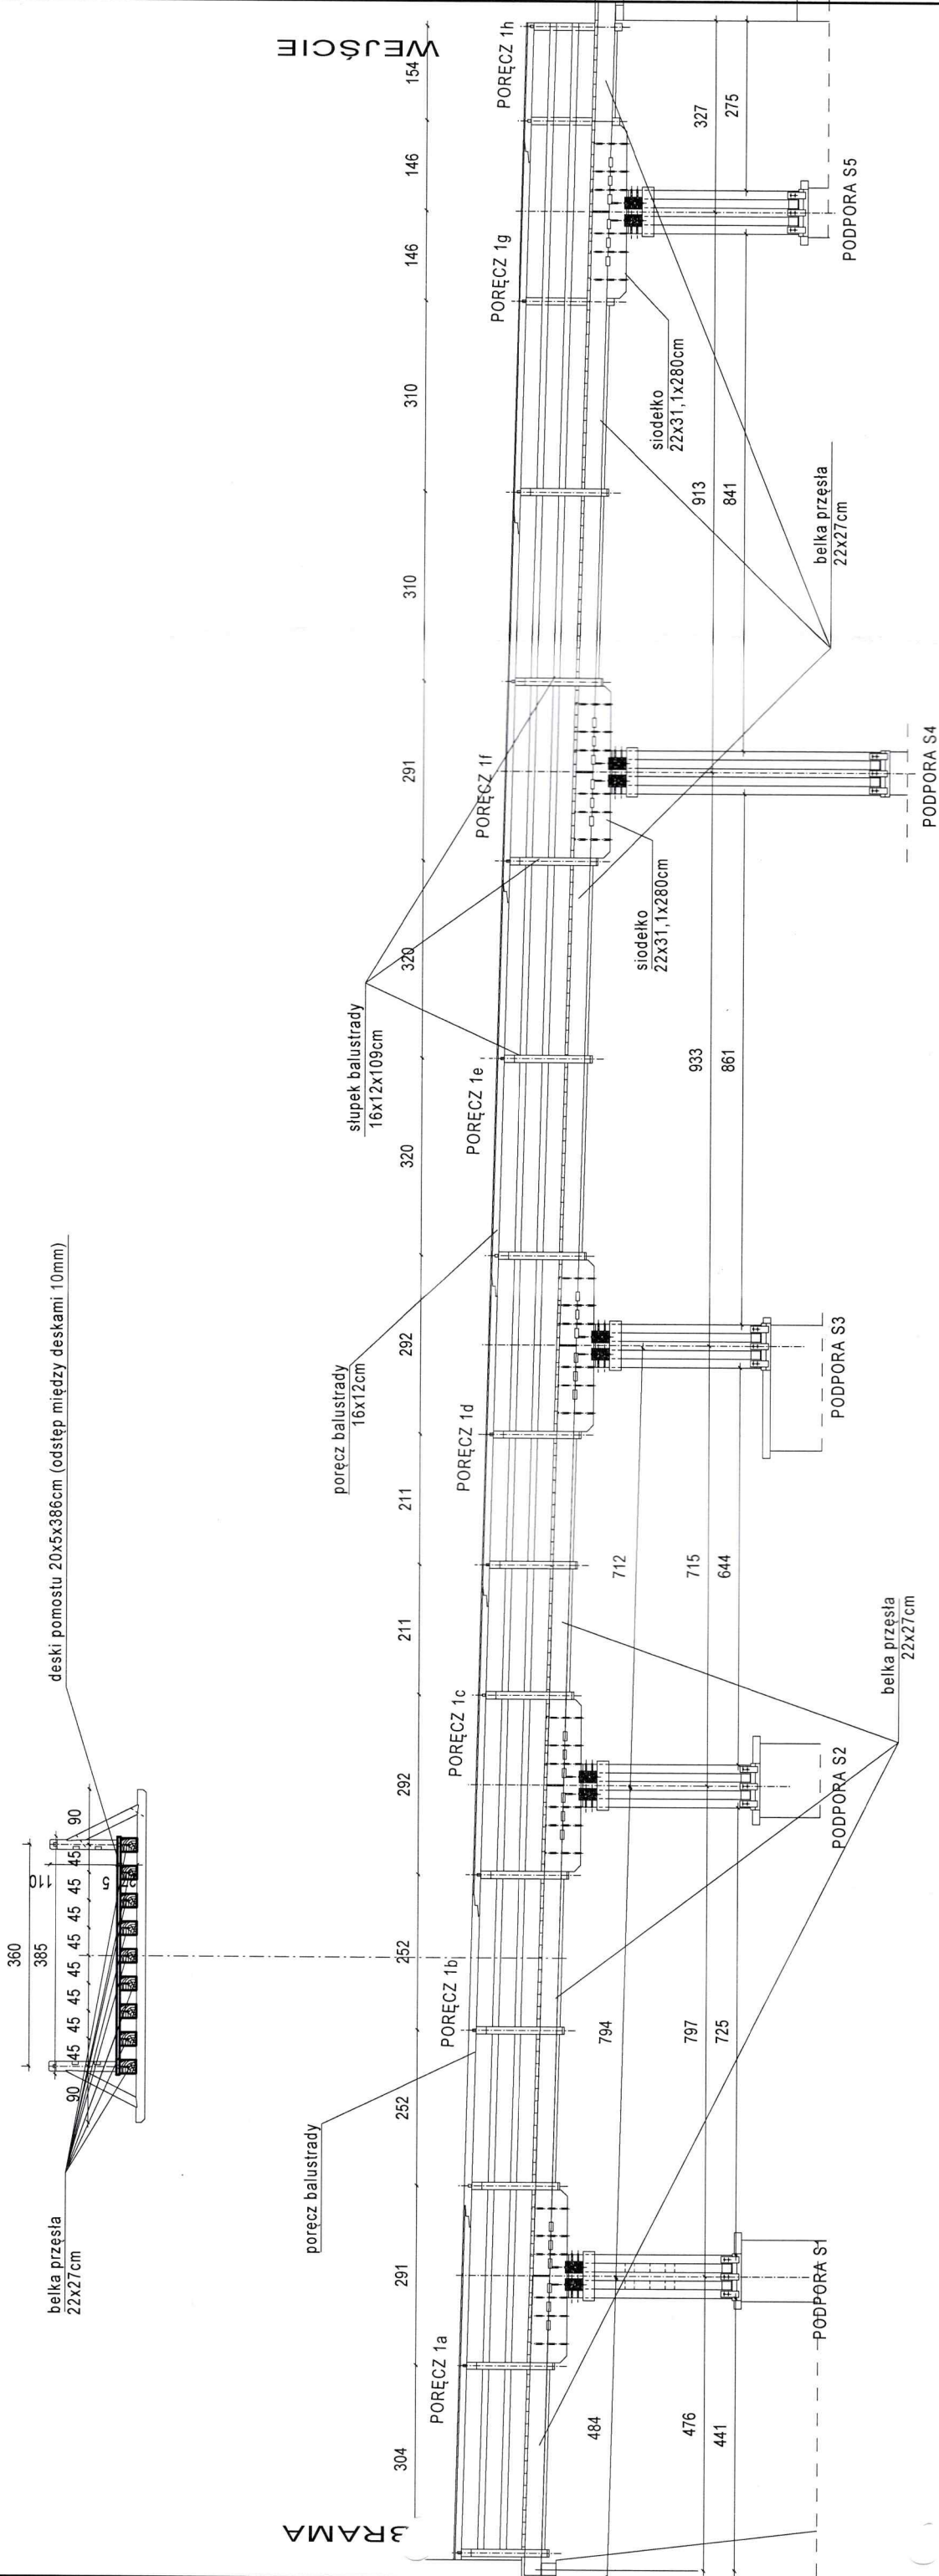 360
385
90
45
45
45
45
45
45
45
45
90
110
5
belka przęsła
22x27cm
deski pomostu 20x5x386cm (odstęp między deskami 10mm)
WEJŚCIE
poręcz balustrady
poręcz balustrady
16x12cm
słupek balustrady
16x12x109cm
304
291
252
252
292
211
211
292
320
320
291
310
310
146
146
154
PORĘCZ 1a
PORĘCZ 1b
PORĘCZ 1c
PORĘCZ 1d
PORĘCZ 1e
PORĘCZ 1f
PORĘCZ 1g
PORĘCZ 1h
484
794
712
siodełko
22x31,1x280cm
siodełko
22x31,1x280cm
476
797
715
933
913
327
441
725
644
861
841
275
belka przęsła
22x27cm
belka przęsła
22x27cm
PODPORA S1
PODPORA S2
PODPORA S3
PODPORA S4
PODPORA S5